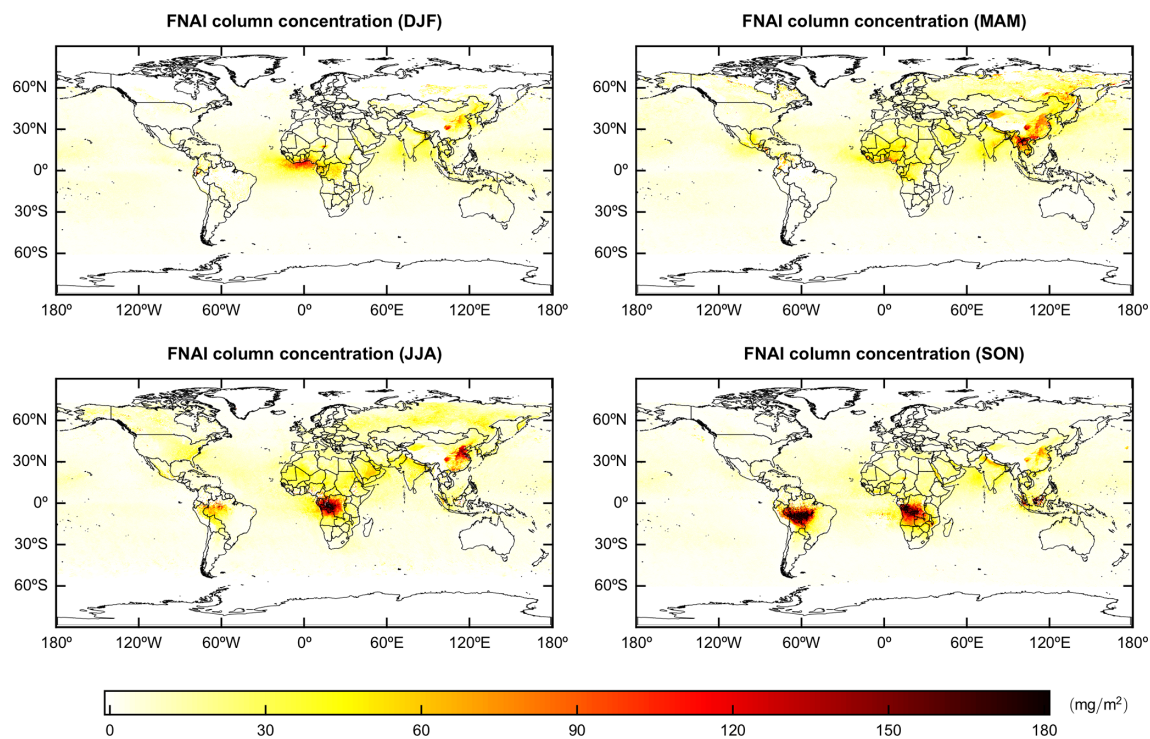 FNAI column concentration (DJF)
FNAI column concentration (MAM)
60ºN
30ºN
0º
30ºS
60ºS
180º 120ºW 60ºW 0º 60ºE 120ºE 180º
60ºN
30ºN
0º
30ºS
60ºS
180º 120ºW 60ºW 0º 60ºE 120ºE 180º
FNAI column concentration (JJA)
FNAI column concentration (SON)
60ºN
30ºN
0º
30ºS
60ºS
180º 120ºW 60ºW 0º 60ºE 120ºE 180º
60ºN
30ºN
0º
30ºS
60ºS
180º 120ºW 60ºW 0º 60ºE 120ºE 180º
(mg/m²)
0 30 60 90 120 150 180